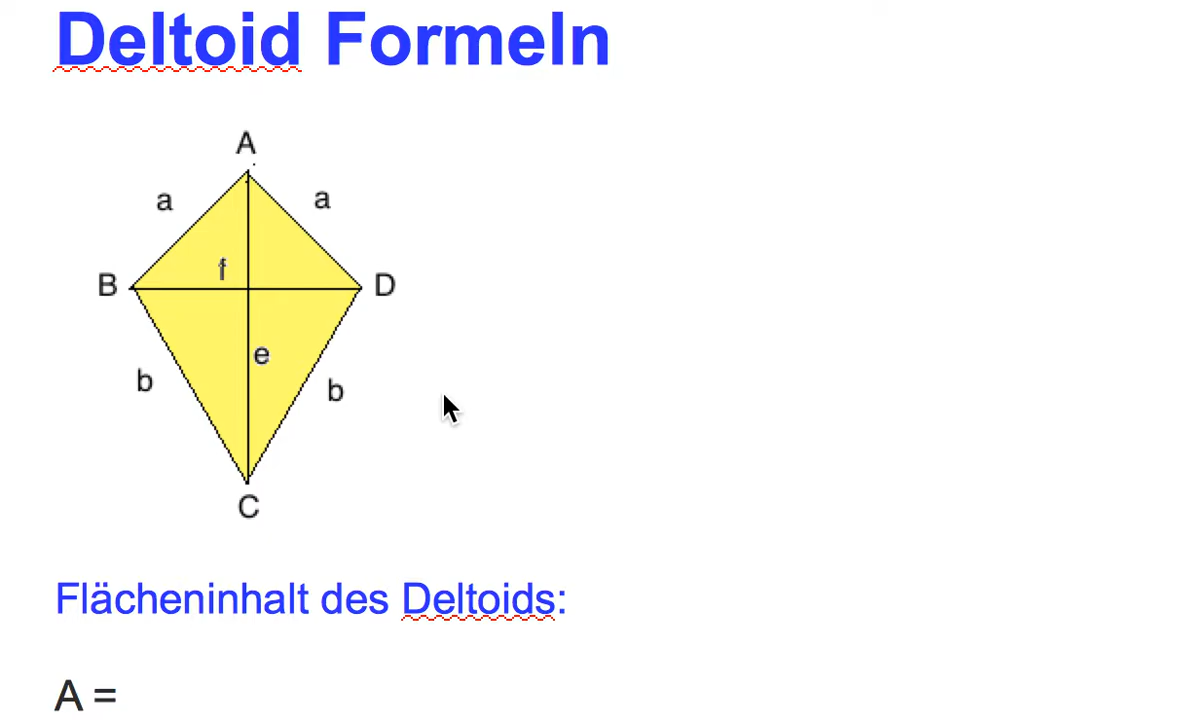 Deltoid Formeln
A
a a
f
B D
e
b b
C
Flächeninhalt des Deltoids:
A =